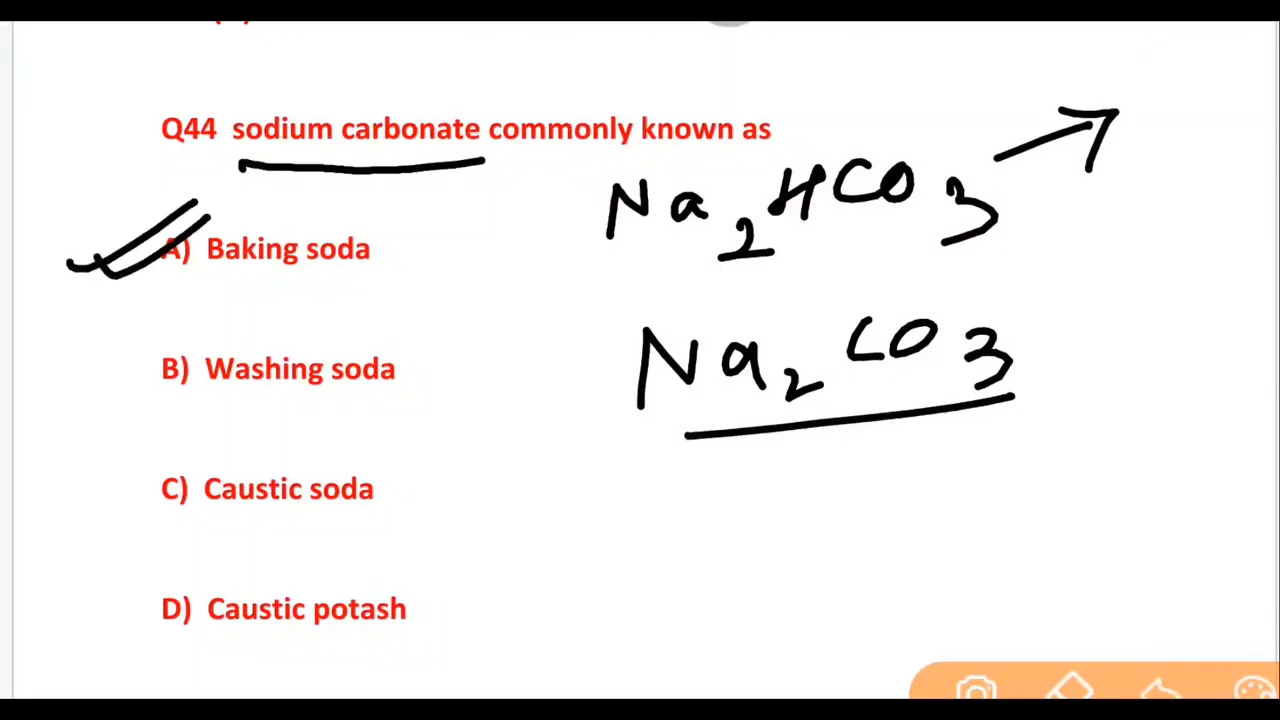 Q44 sodium carbonate commonly known as
Na2HCO3
A) Baking soda
Na2CO3
B) Washing soda
C) Caustic soda
D) Caustic potash